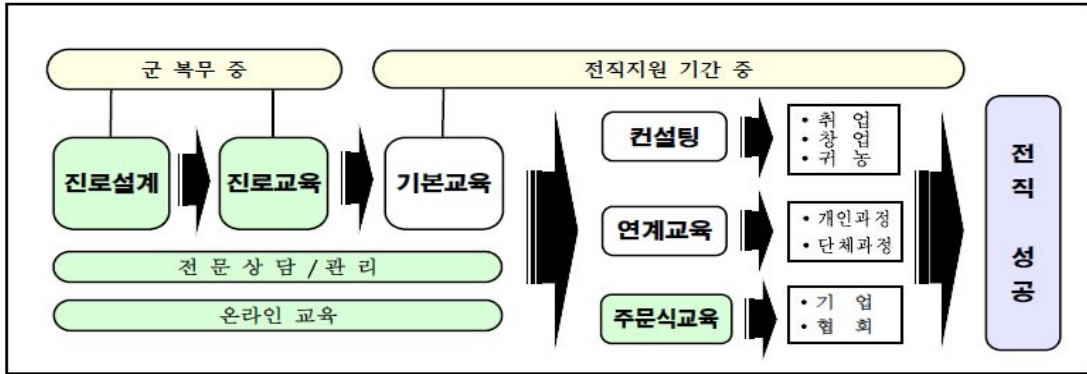 군 복무 중
전직지원 기간 중
진로설계
진로교육
기본교육
전 문 상 담 / 관 리
온라인 교육
컨설팅
• 취 업
• 창 업
• 귀 농
연계교육
• 개인과정
• 단체과정
주문식교육
• 기 업
• 협 회
전
직
성
공